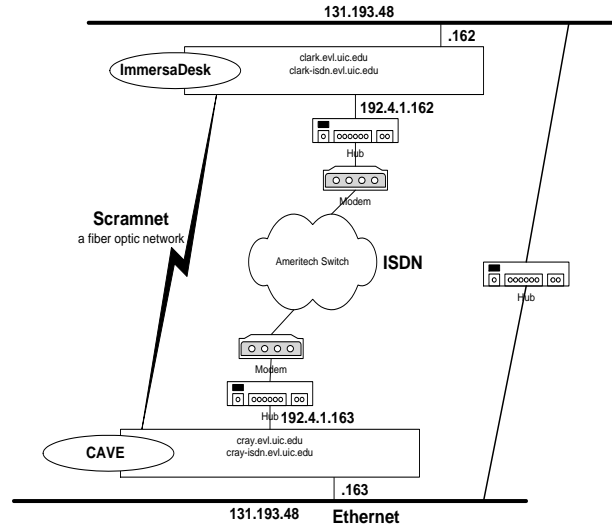 131.193.48
.162
clark.evl.uic.edu
clark-isdn.evl.uic.edu
ImmersaDesk
192.4.1.162
Hub
Modem
Scramnet
a fiber optic network
Ameritech Switch
ISDN
Hub
Modem
Hub
192.4.1.163
cray.evl.uic.edu
cray-isdn.evl.uic.edu
CAVE
.163
131.193.48
Ethernet